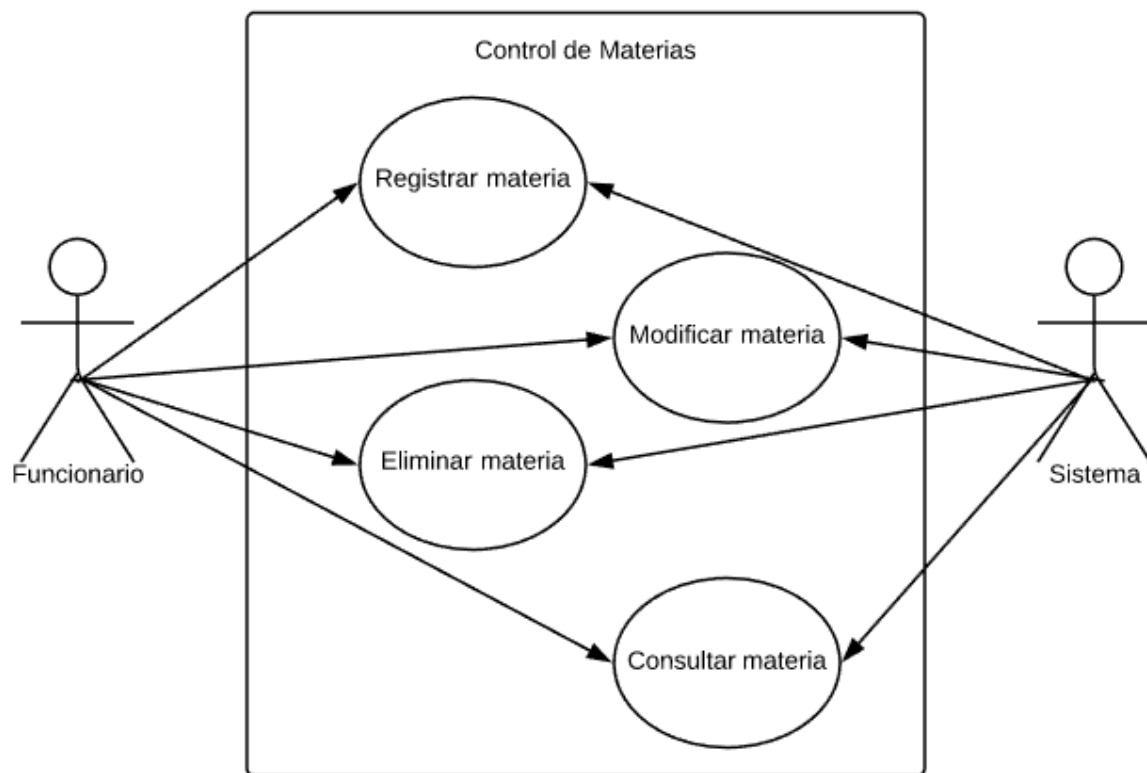 Control de Materias
Registrar materia
Modificar materia
Eliminar materia
Funcionario
Sistema
Consultar materia